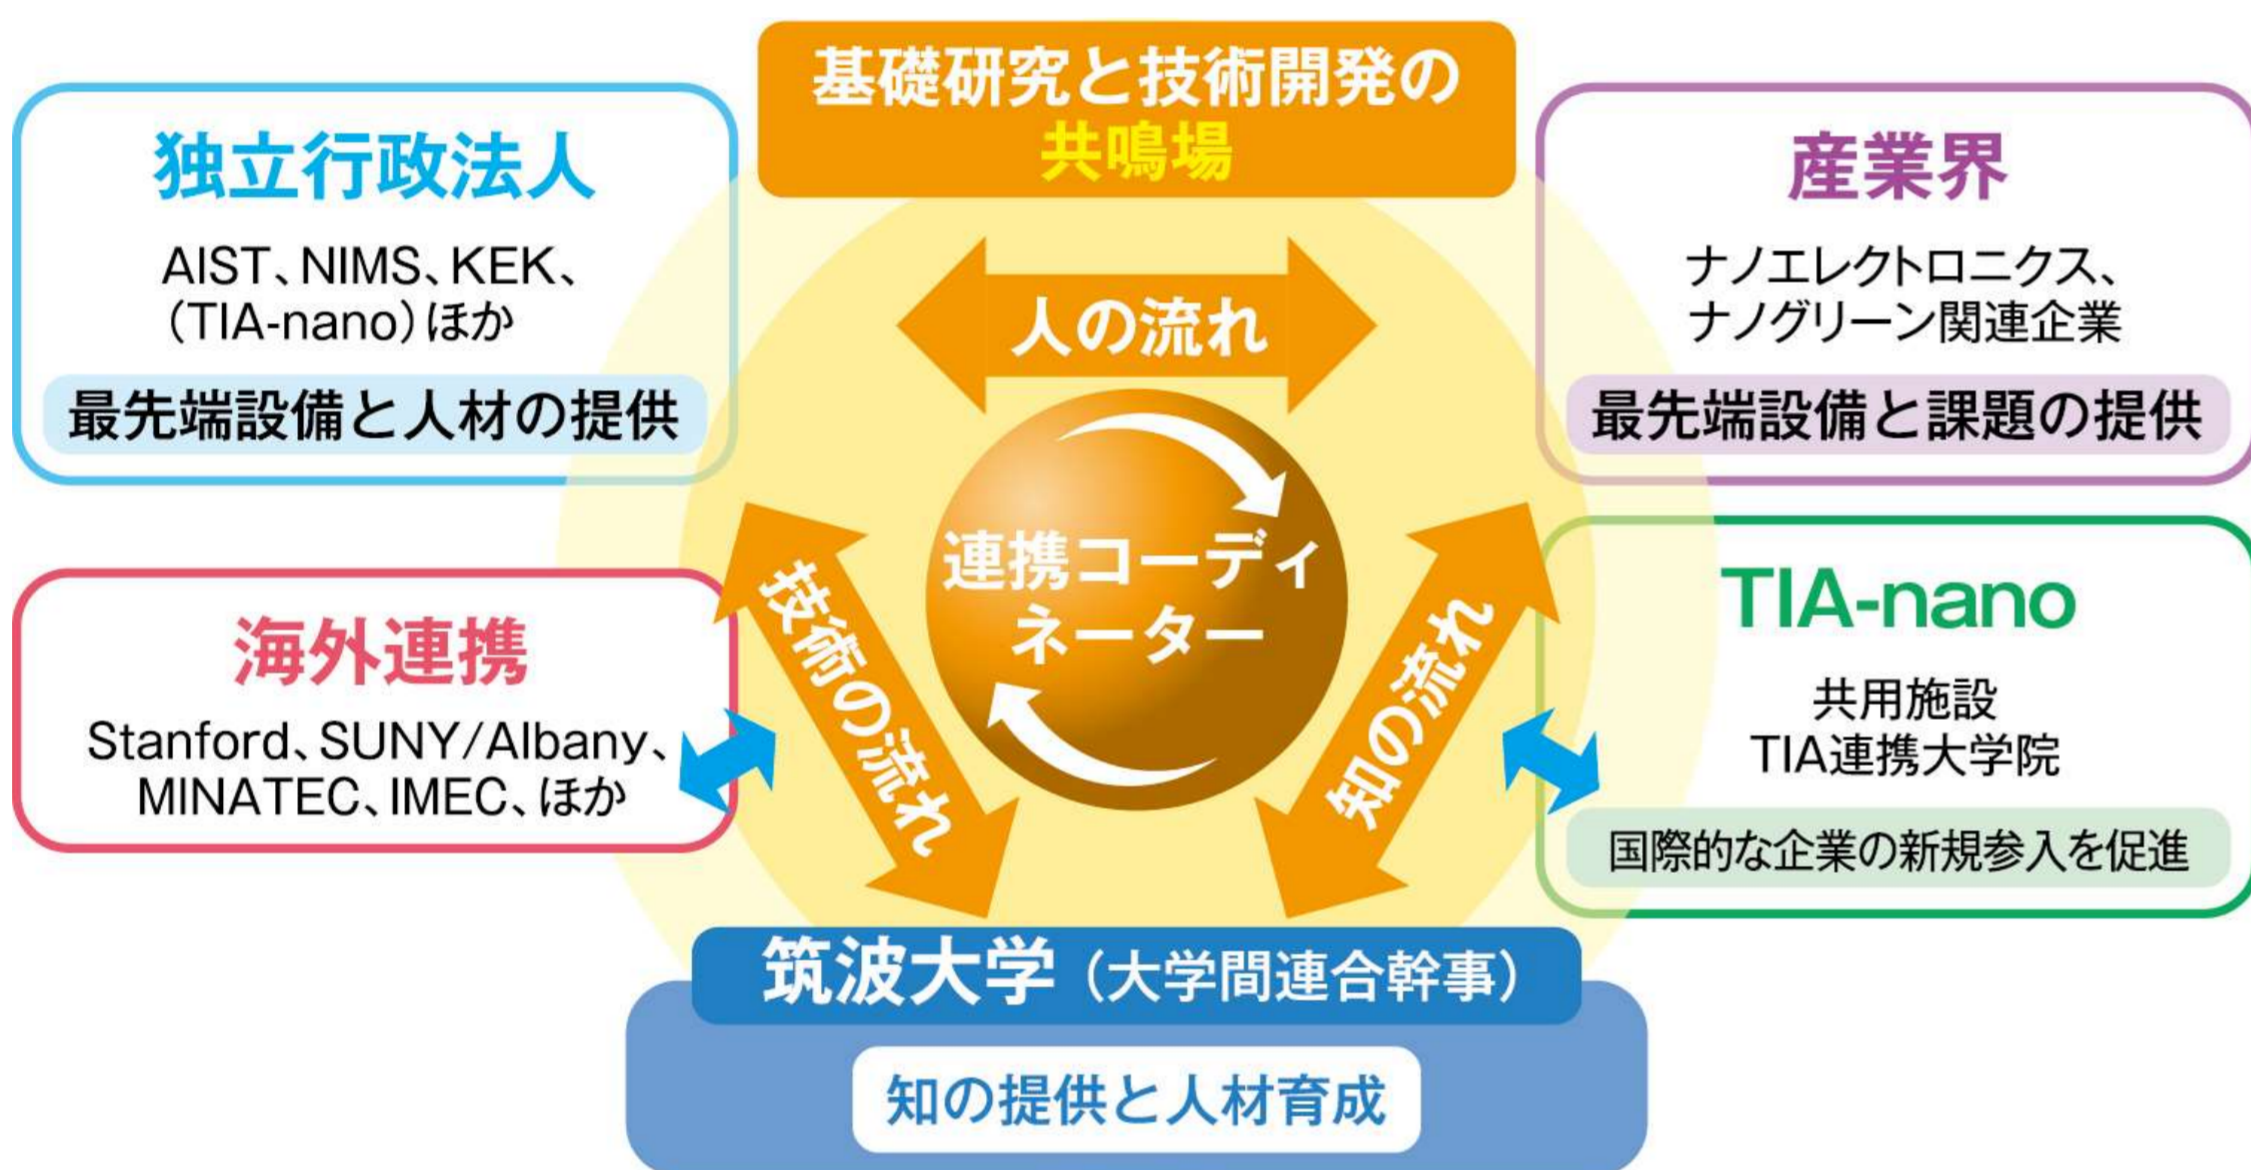 基礎研究と技術開発の
共鳴場
独立行政法人
AIST、NIMS、KEK、
（TIA-nano）ほか
最先端設備と人材の提供
産業界
ナノエレクトロニクス、
ナノグリーン関連企業
最先端設備と課題の提供
人の流れ
連携コーディ
ネーター
技術の流れ
知の流れ
海外連携
Stanford、SUNY/Albany、
MINATEC、IMEC、ほか
TIA-nano
共用施設
TIA連携大学院
国際的な企業の新規参入を促進
筑波大学（大学間連合幹事）
知の提供と人材育成